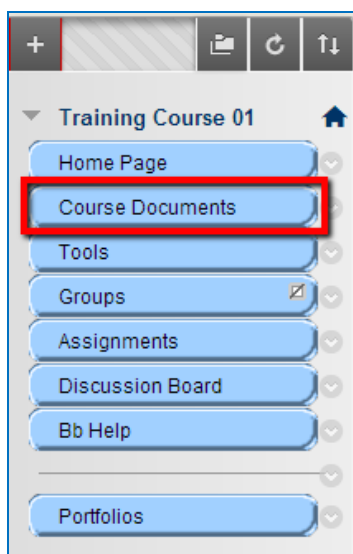 Training Course 01
Home Page
Course Documents
Tools
Groups
Assignments
Discussion Board
Bb Help
Portfolios